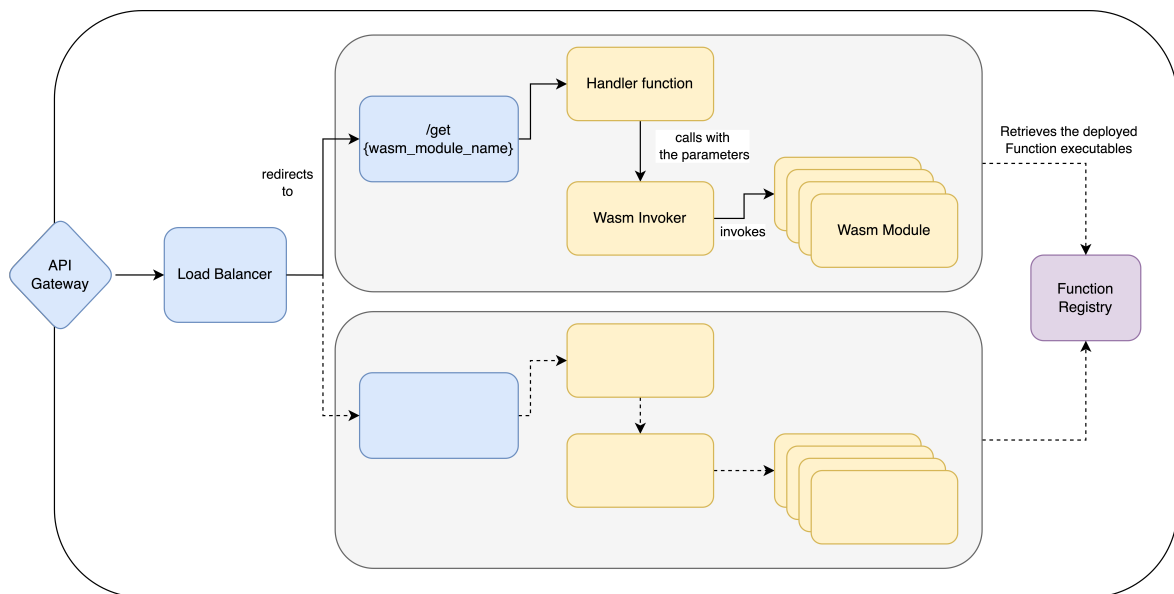 Handler function
/get
{wasm_module_name}
calls with
the parameters
Retrieves the deployed
Function executables
redirects
to
Wasm Invoker
invokes
Wasm Module
API
Gateway
Load Balancer
Function
Registry